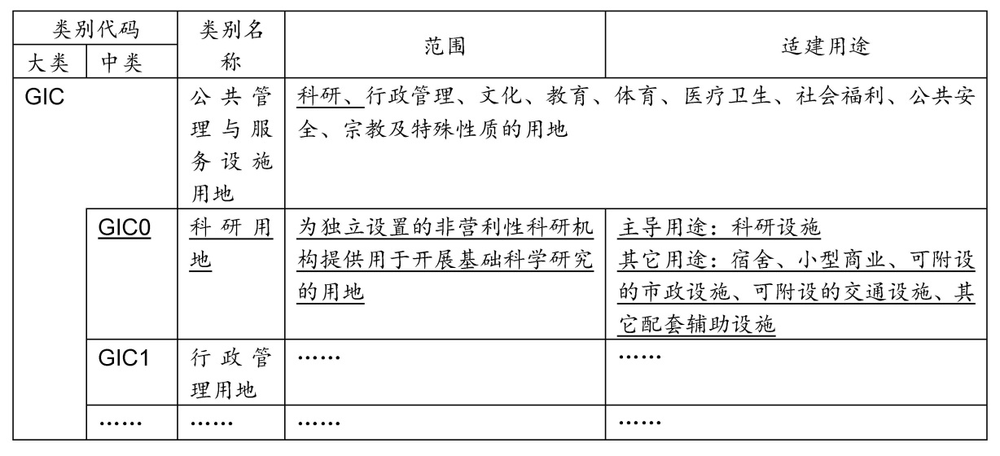 类别代码
类别名称
范围
适建用途
大类
中类
GIC
公共管
理与服
务设施
用地
科研、行政管理、文化、教育、体育、医疗卫生、社会福利、公共安
全、宗教及特殊性质的用地
GIC0
科研用
地
为独立设置的非营利性科研机
构提供用于开展基础科学研究
的用地
主导用途：科研设施
其它用途：宿舍、小型商业、可附设
的市政设施、可附设的交通设施、其
它配套辅助设施
GIC1
行政管
理用地
……
……
……
……
……
……